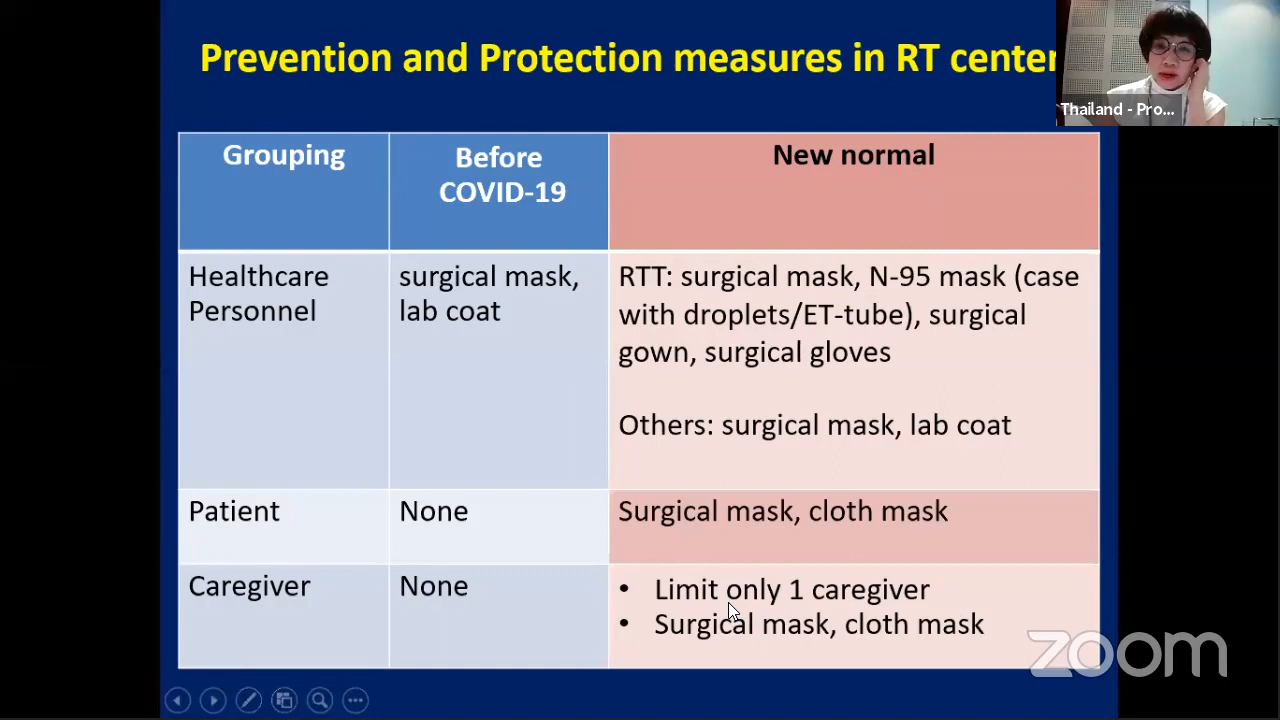 Prevention and Protection measures in RT center
Thailand - Pro...
Grouping
Before
COVID-19
New normal
Healthcare
Personnel
surgical mask,
lab coat
RTT: surgical mask, N-95 mask (case
with droplets/ET-tube), surgical
gown, surgical gloves
Others: surgical mask, lab coat
Patient
None
Surgical mask, cloth mask
Caregiver
None
• Limit only 1 caregiver
• Surgical mask, cloth mask
zoom